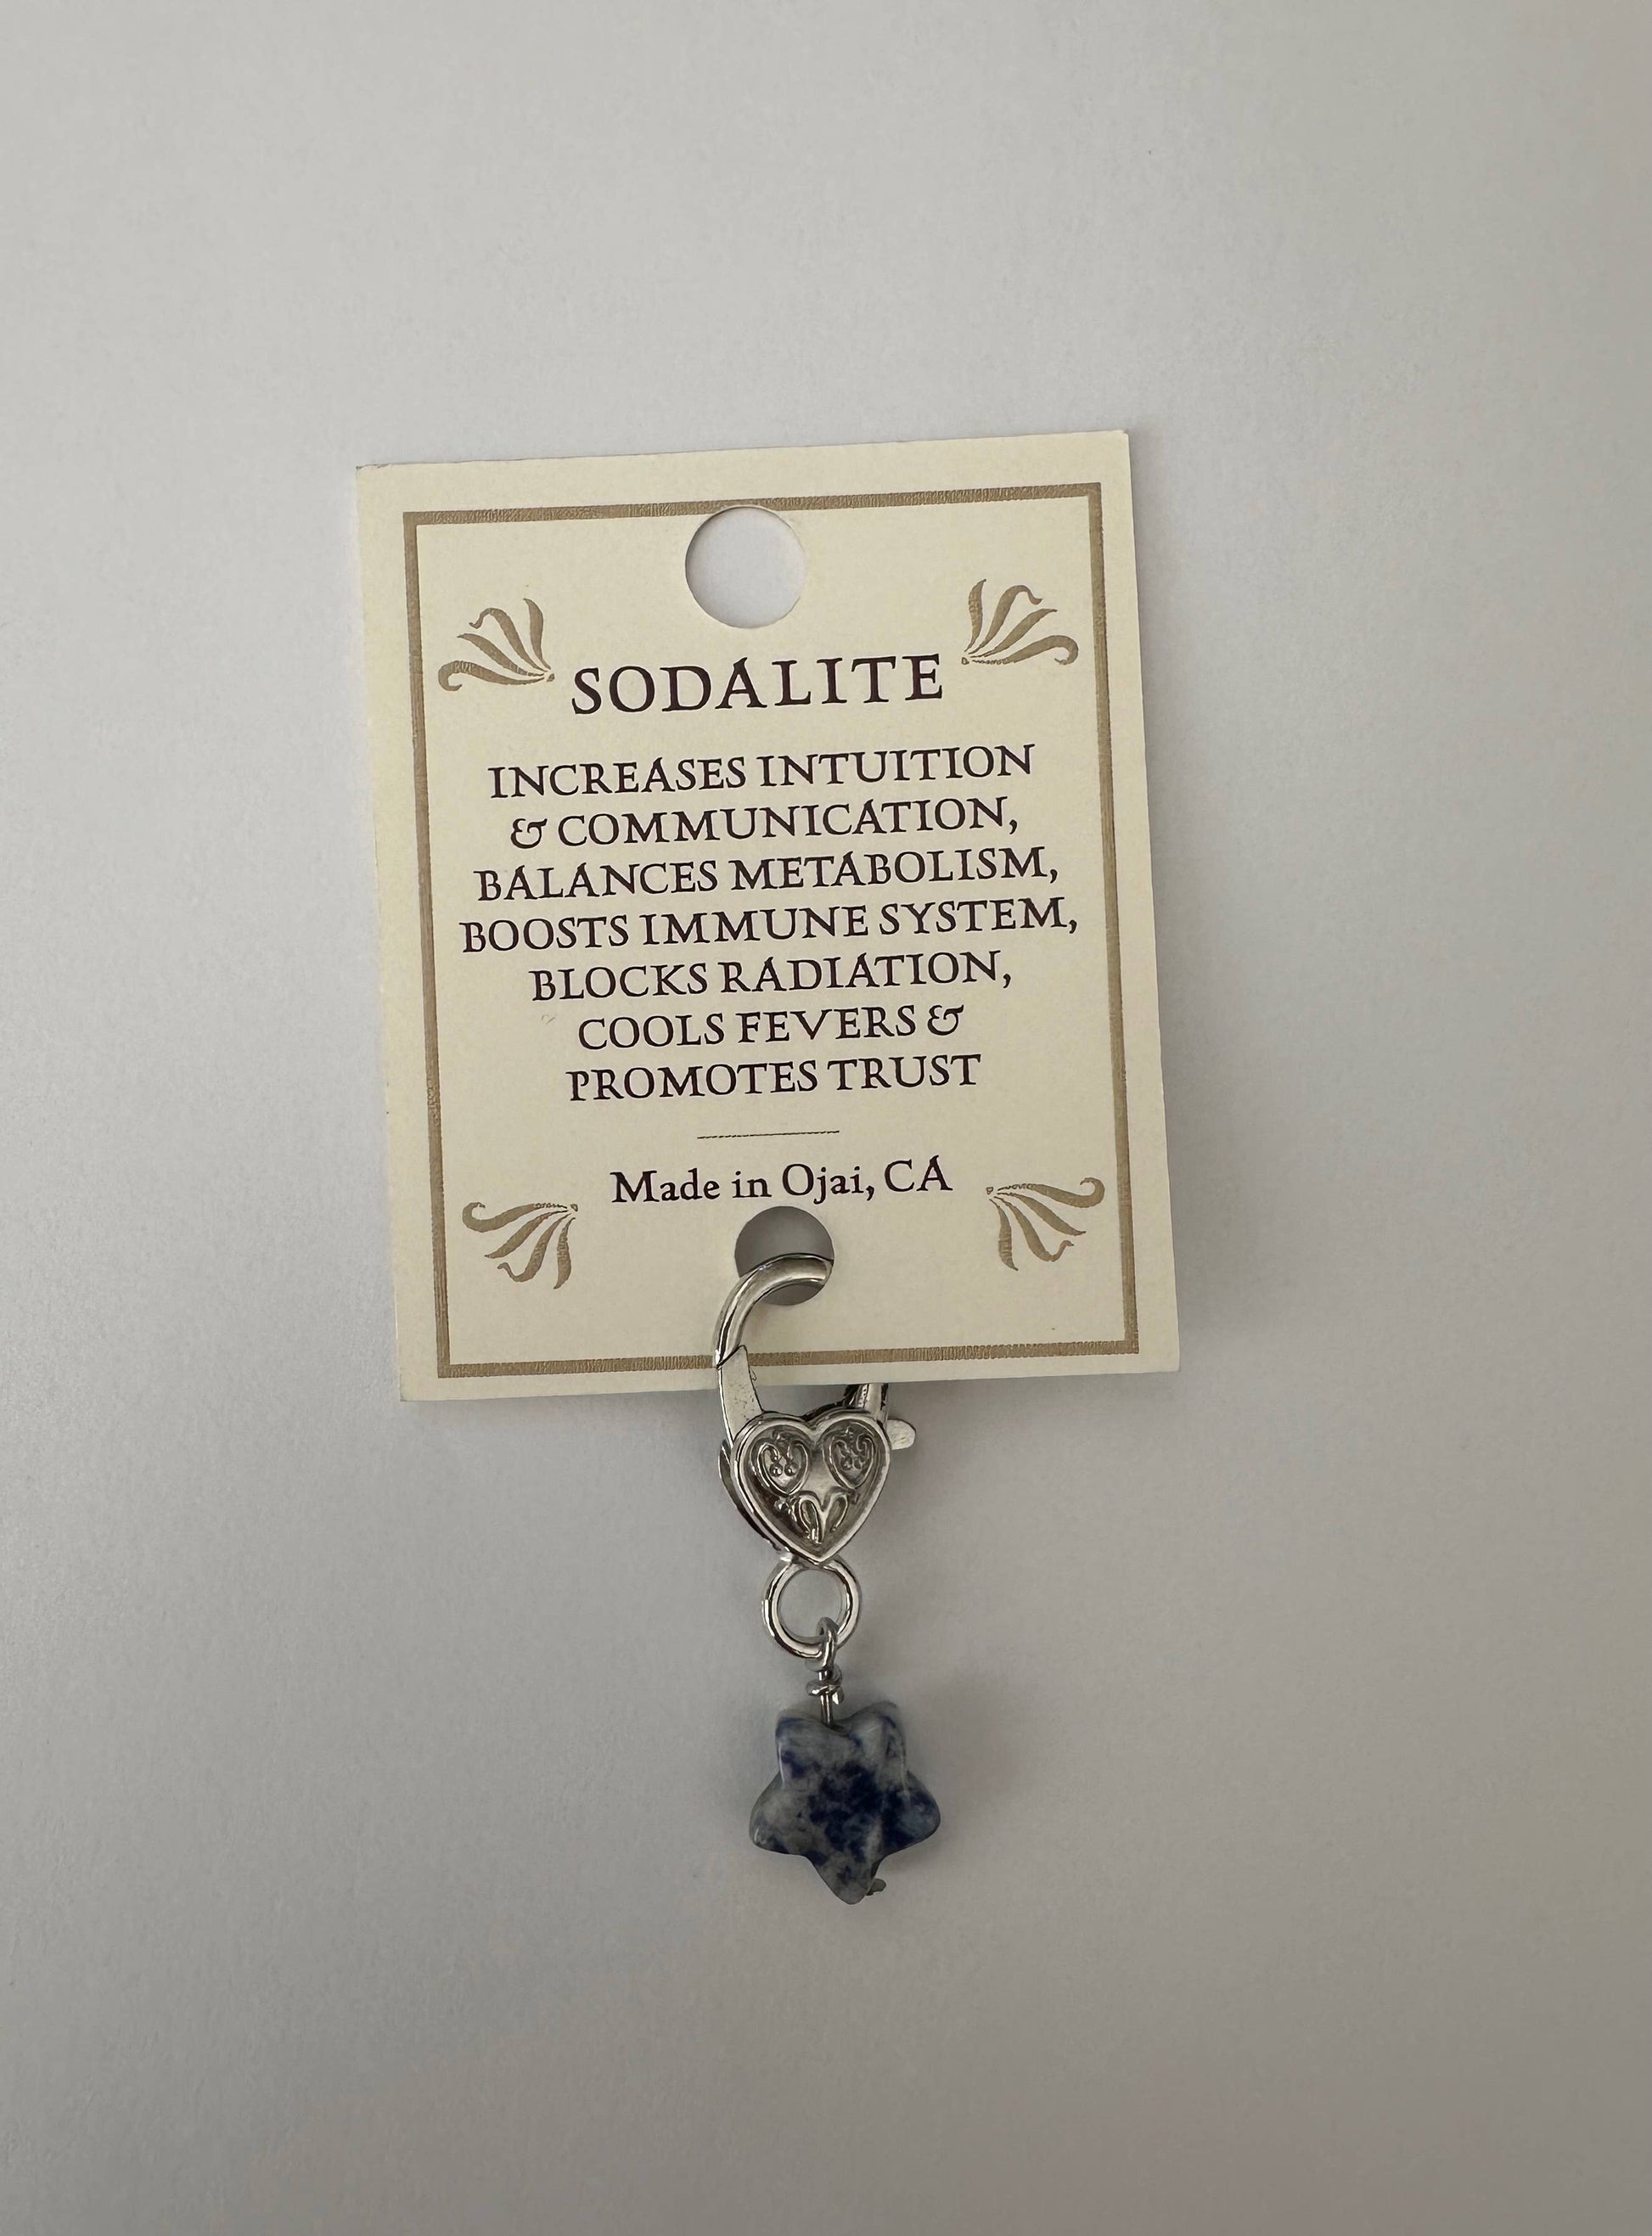 SODALITE
INCREASES INTUITION
& COMMUNICATION,
BALANCES METABOLISM,
BOOSTS IMMUNE SYSTEM,
BLOCKS RADIATION,
COOLS FEVERS &
PROMOTES TRUST
Made in Ojai, CA